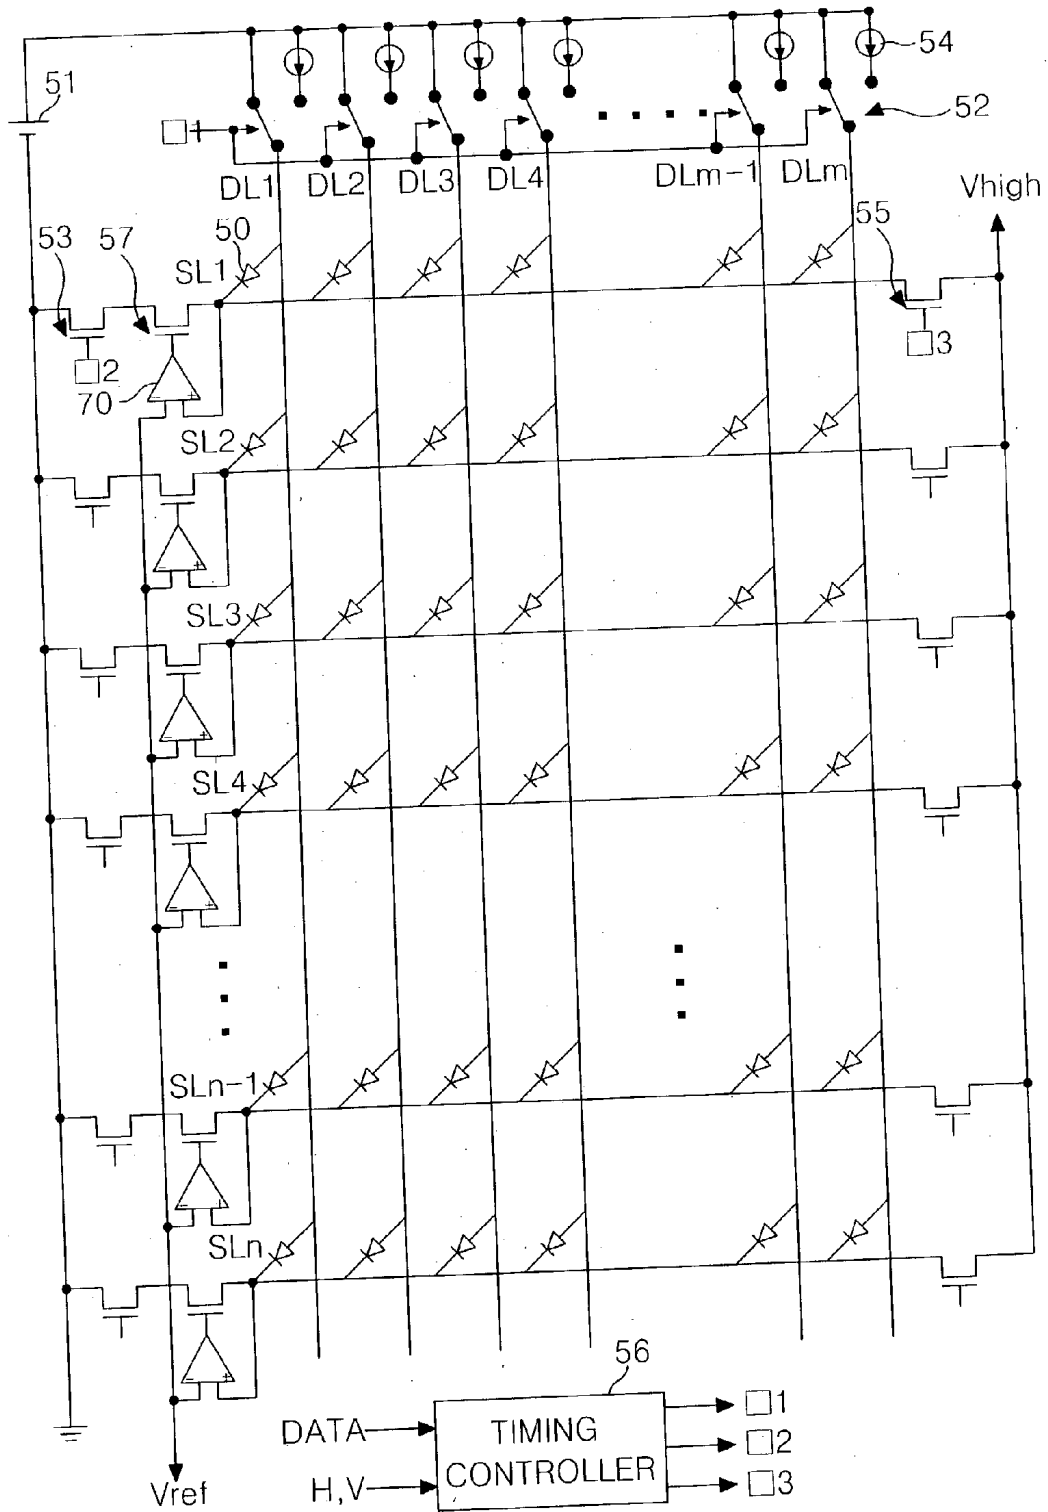 51
54
52
□1
DL1 DL2 DL3 DL4 DLm-1 DLm
Vhigh
53 57 SL1 50 55
□2
□3
70
SL2
SL3
SL4
SLn-1
SLn
56
DATA
H,V
TIMING
CONTROLLER
□1
□2
□3
Vref